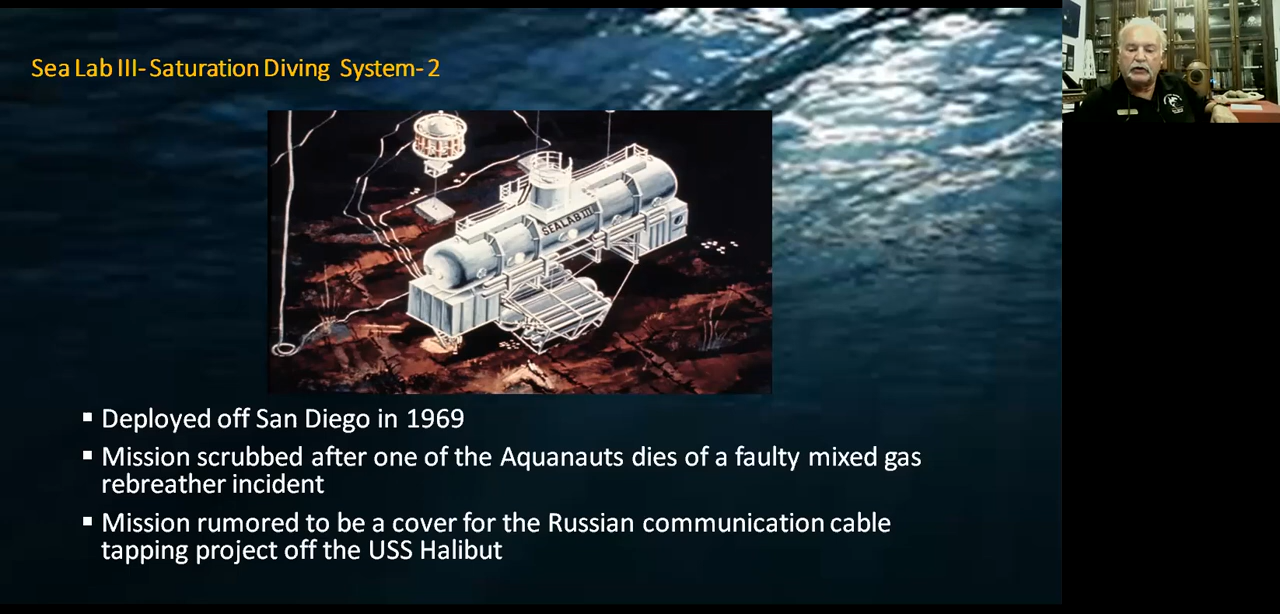 Sea Lab III- Saturation Diving System- 2
SEALAB III
▪ Deployed off San Diego in 1969
▪ Mission scrubbed after one of the Aquanauts dies of a faulty mixed gas
rebreather incident
▪ Mission rumored to be a cover for the Russian communication cable
tapping project off the USS Halibut